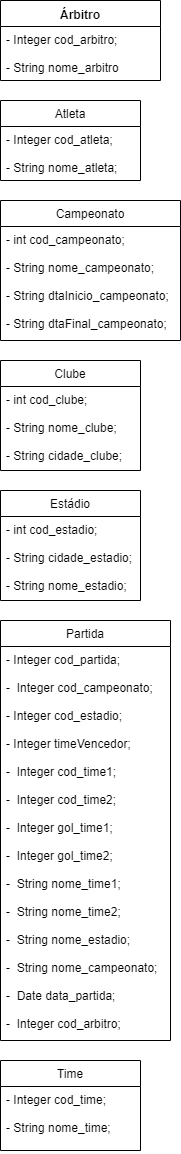 Árbitro
- Integer cod_arbitro;
- String nome_arbitro
Atleta
- Integer cod_atleta;
- String nome_atleta;
Campeonato
- int cod_campeonato;
- String nome_campeonato;
- String dtaInicio_campeonato;
- String dtaFinal_campeonato;
Clube
- int cod_clube;
- String nome_clube;
- String cidade_clube;
Estádio
- int cod_estadio;
- String cidade_estadio;
- String nome_estadio;
Partida
- Integer cod_partida;
- Integer cod_campeonato;
- Integer cod_estadio;
- Integer timeVencedor;
- Integer cod_time1;
- Integer cod_time2;
- Integer gol_time1;
- Integer gol_time2;
- String nome_time1;
- String nome_time2;
- String nome_estadio;
- String nome_campeonato;
- Date data_partida;
- Integer cod_arbitro;
Time
- Integer cod_time;
- String nome_time;